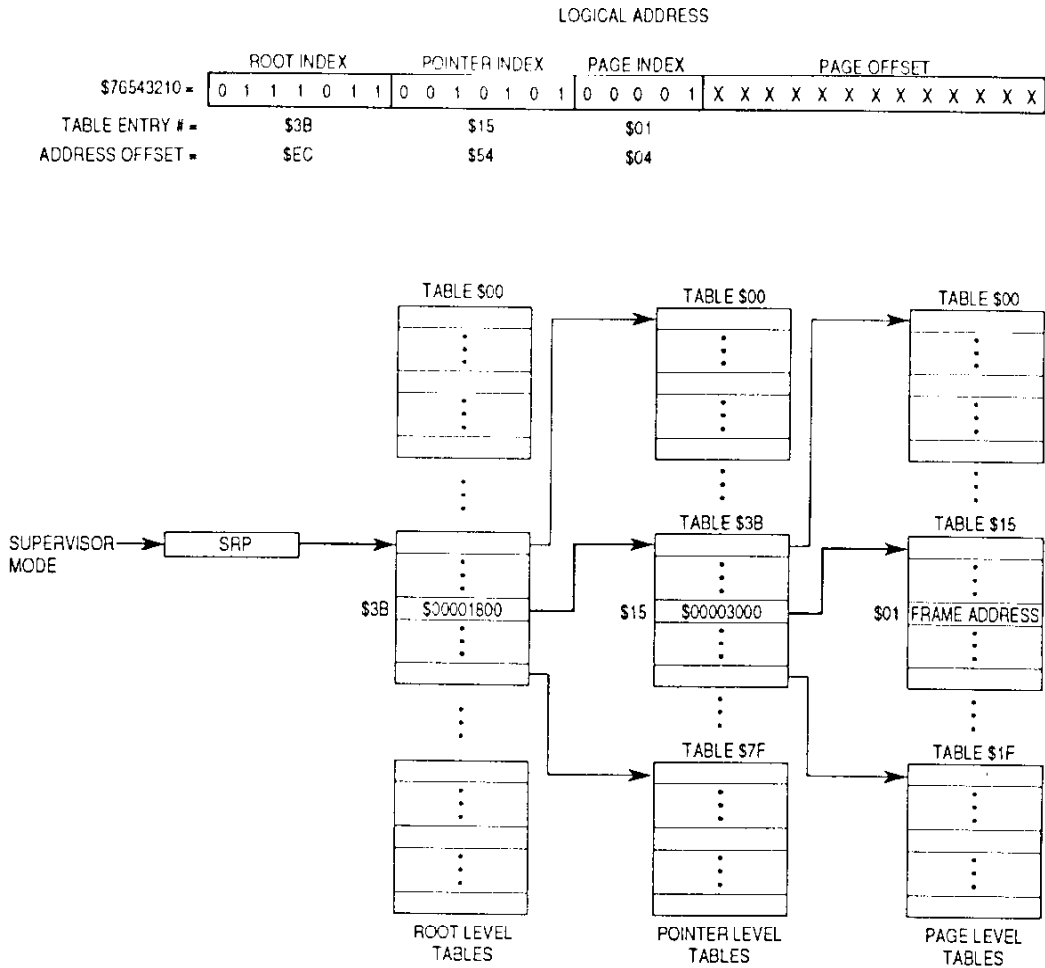 LOGICAL ADDRESS
ROOT INDEX POINTER INDEX PAGE INDEX PAGE OFFSET
$76543210 = 0 1 1 1 0 1 1 0 0 1 0 1 0 1 0 0 0 0 1 X X X X X X X X X X X X X
TABLE ENTRY # = $3B $15 $01
ADDRESS OFFSET = $EC $54 $04
TABLE $00 TABLE $00 TABLE $00
TABLE $3B TABLE $15
SUPERVISOR MODE SRP
$3B $00001800 $15 $00003000 $01 FRAME ADDRESS
TABLE $7F TABLE $1F
ROOT LEVEL TABLES
POINTER LEVEL TABLES
PAGE LEVEL TABLES